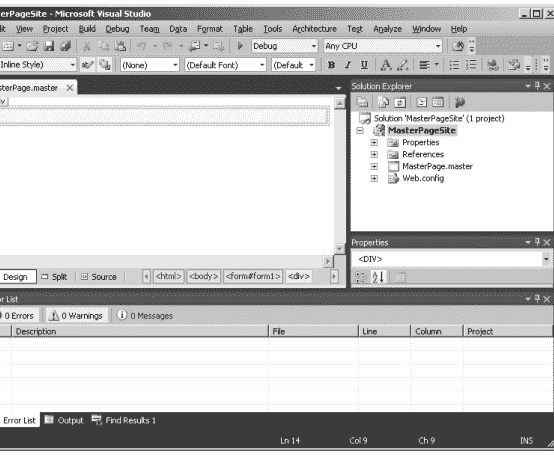 erPageSite - Microsoft Visual Studio
dit View Project Build Debug Team Data Format Table Tools Architecture Test Analyze Window Help
Debug Any CPU
Inline Style) (None) (Default Font) (Default B I U A
sterPage.master X
iv
Solution Explorer
Solution 'MasterPageSite' (1 project)
MasterPageSite
Properties
References
MasterPage.master
Web.config
Properties
<DIV>
Design Split Source <html> <body> <form#form1> <div>
or List
0 Errors 0 Warnings 0 Messages
Description File Line Column Project
Error List Output Find Results 1
Ln 14 Col 9 Ch 9 INS